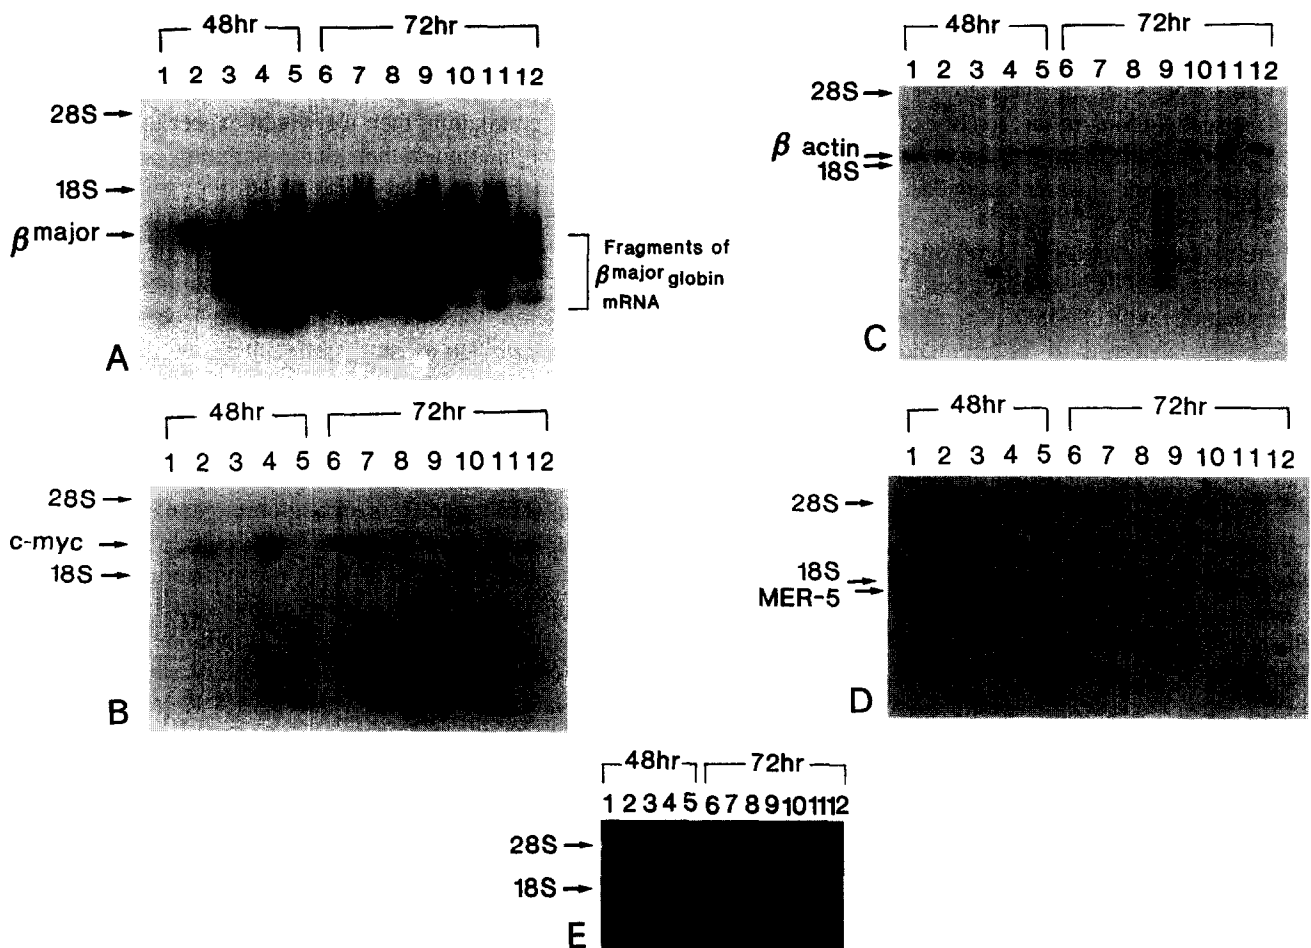 48hr 72hr
1 2 3 4 5 6 7 8 9 10 11 12
28S
18S
β major
Fragments of
β major globin
mRNA
A
48hr 72hr
1 2 3 4 5 6 7 8 9 10 11 12
28S
β actin
18S
C
48hr 72hr
1 2 3 4 5 6 7 8 9 10 11 12
28S
c-myc
18S
B
48hr 72hr
1 2 3 4 5 6 7 8 9 10 11 12
28S
18S
MER-5
D
48hr 72hr
1 2 3 4 5 6 7 8 9 10 11 12
28S
18S
E